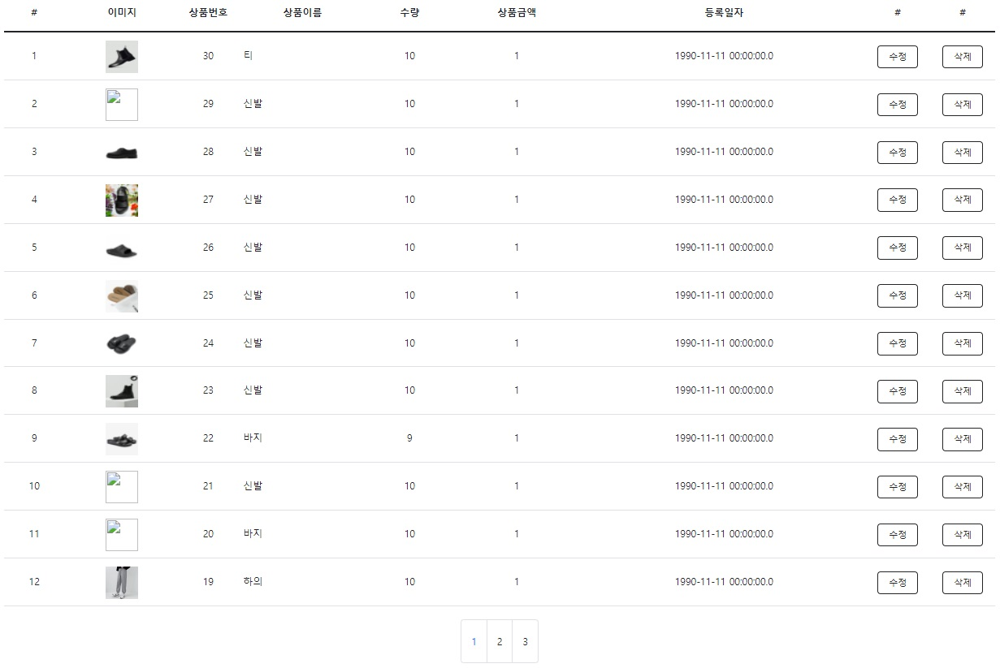 # 이미지 상품번호 상품이름 수량 상품금액 등록일자 # #
1 30 티 10 1 1990-11-11 00:00:00.0 수정 삭제
2 29 신발 10 1 1990-11-11 00:00:00.0 수정 삭제
3 28 신발 10 1 1990-11-11 00:00:00.0 수정 삭제
4 27 신발 10 1 1990-11-11 00:00:00.0 수정 삭제
5 26 신발 10 1 1990-11-11 00:00:00.0 수정 삭제
6 25 신발 10 1 1990-11-11 00:00:00.0 수정 삭제
7 24 신발 10 1 1990-11-11 00:00:00.0 수정 삭제
8 23 신발 10 1 1990-11-11 00:00:00.0 수정 삭제
9 22 바지 9 1 1990-11-11 00:00:00.0 수정 삭제
10 21 신발 10 1 1990-11-11 00:00:00.0 수정 삭제
11 20 바지 10 1 1990-11-11 00:00:00.0 수정 삭제
12 19 하의 10 1 1990-11-11 00:00:00.0 수정 삭제
1 2 3